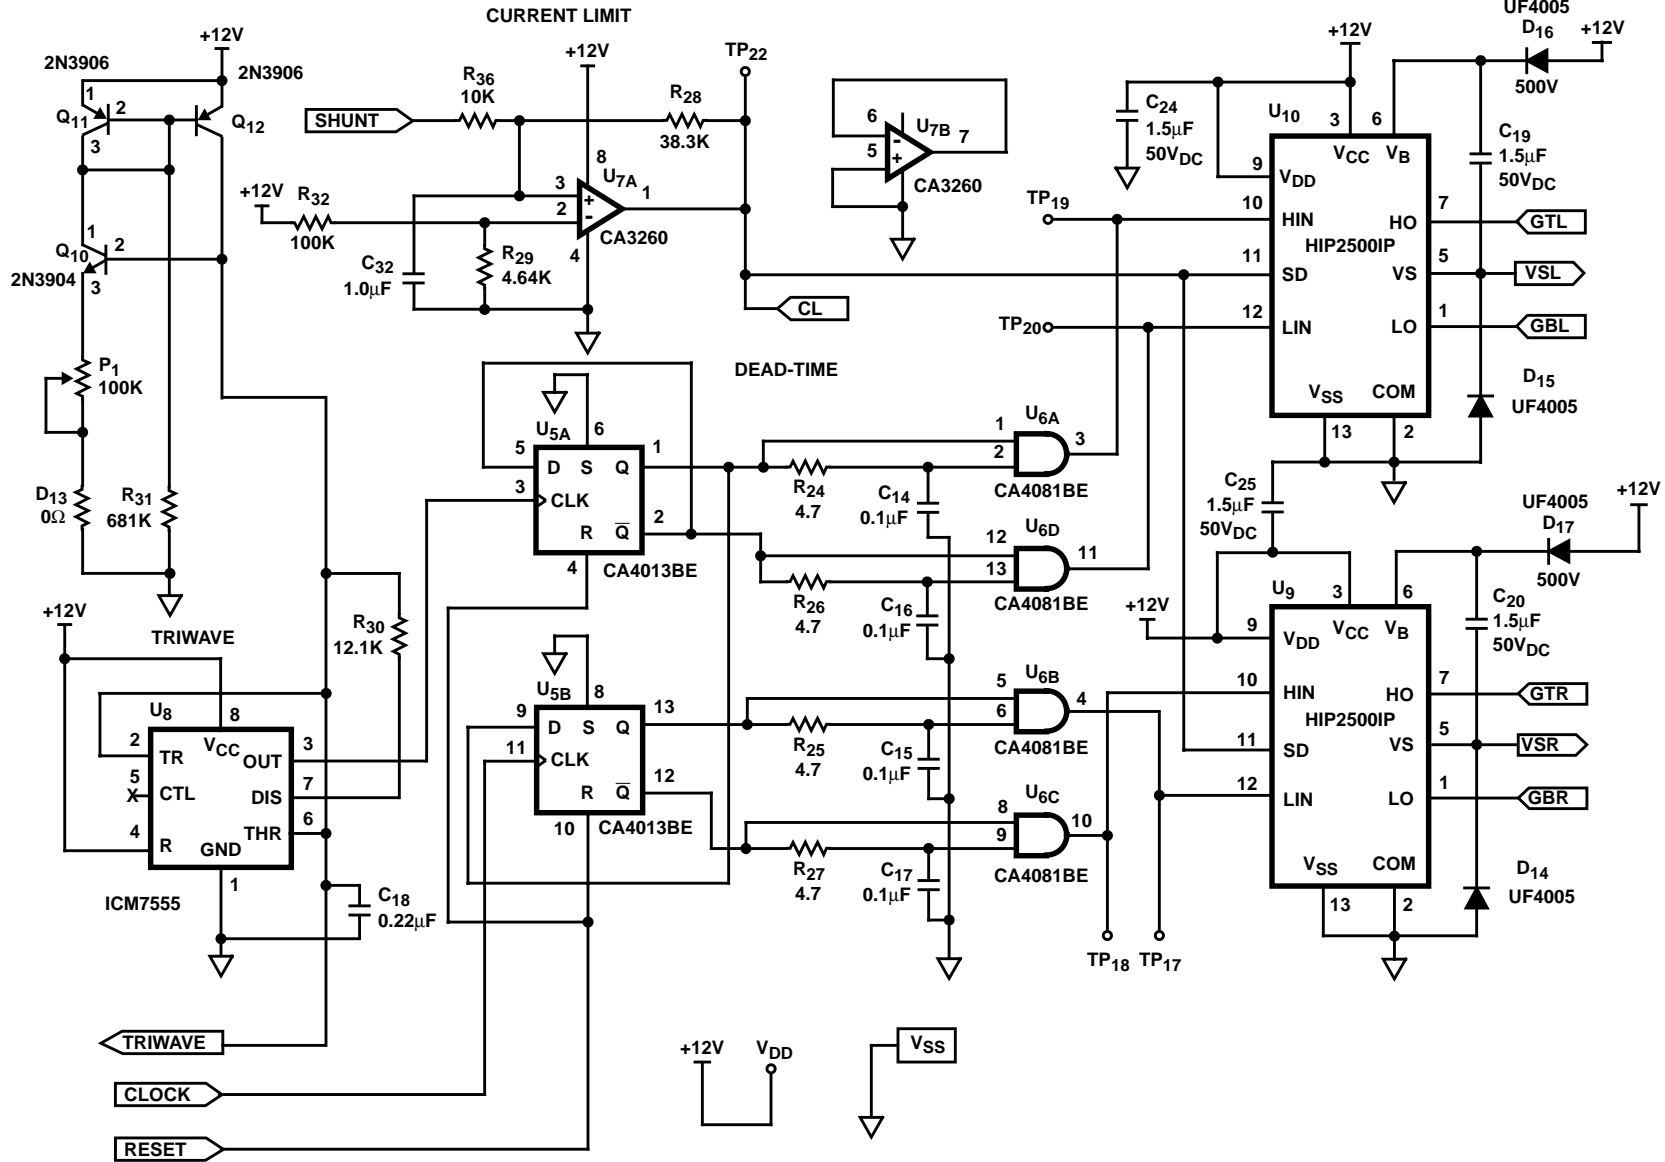 CURRENT LIMIT
UF4005
D16
+12V
500V
+12V
2N3906
2N3906
Q11
1
2
3
Q12
+12V
R36
10K
SHUNT
R28
38.3K
TP22
8
U7A
3
2
1
4
CA3260
+12V
R32
100K
C32
1.0µF
R29
4.64K
CL
6
5
U7B
7
CA3260
+12V
C24
1.5µF
50VDC
U10
3
6
VCC
VB
9
VDD
TP19
10
HIN
HO
7
GTL
HIP2500IP
11
SD
VS
5
VSL
TP20
12
LIN
LO
1
GBL
VSS
COM
13
2
C19
1.5µF
50VDC
D15
UF4005
1
Q10
2
2N3904
3
P1
100K
D13
0Ω
R31
681K
TRIWAVE
DEAD-TIME
U5A
6
5
D
S
Q
1
3
CLK
R
Q
2
4
CA4013BE
R24
4.7
C14
0.1µF
1
2
U6A
3
CA4081BE
R26
4.7
C16
0.1µF
12
13
U6D
11
CA4081BE
C25
1.5µF
50VDC
UF4005
D17
+12V
500V
+12V
U9
3
6
VCC
VB
9
VDD
10
HIN
HO
7
GTR
HIP2500IP
11
SD
VS
5
VSR
12
LIN
LO
1
GBR
VSS
COM
13
2
C20
1.5µF
50VDC
D14
UF4005
+12V
R30
12.1K
U8
8
VCC
2
TR
OUT
3
5
X
CTL
DIS
7
4
R
THR
6
GND
1
ICM7555
C18
0.22µF
U5B
8
9
D
S
Q
13
11
CLK
R
Q
12
10
CA4013BE
R25
4.7
C15
0.1µF
5
6
U6B
4
CA4081BE
R27
4.7
C17
0.1µF
8
9
U6C
10
CA4081BE
TP18
TP17
TRIWAVE
CLOCK
RESET
+12V
VDD
VSS